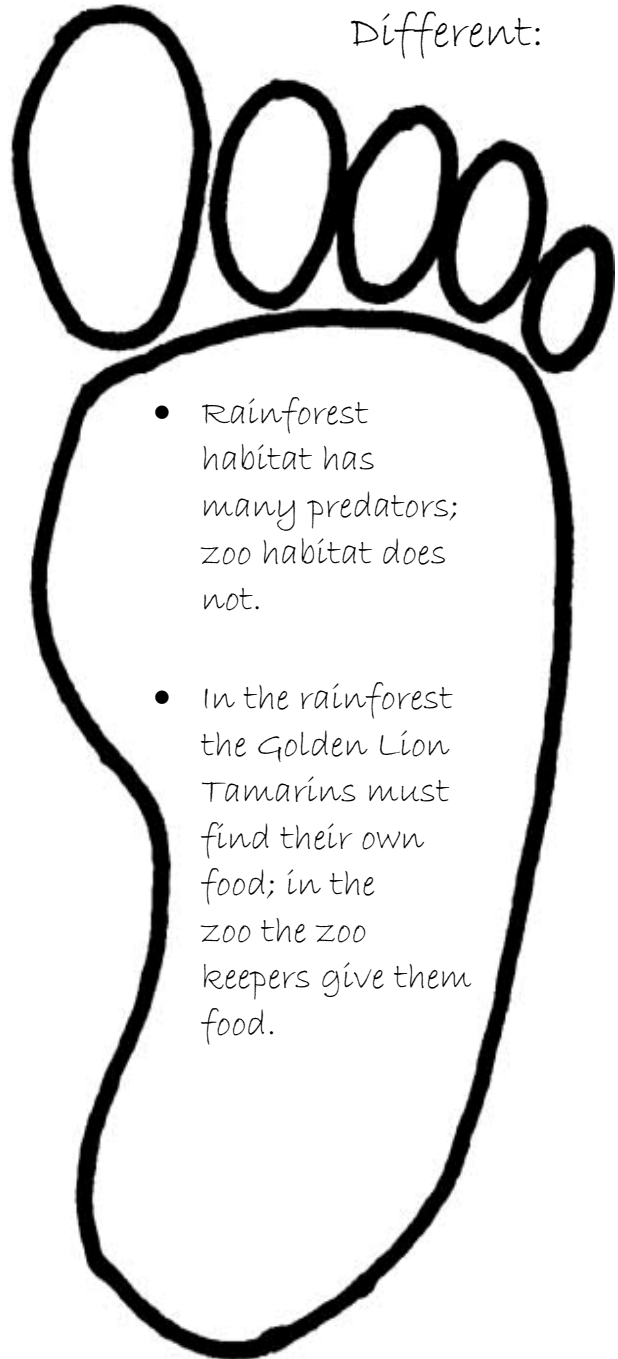 Different:
• Rainforest
habitat has
many predators;
zoo habitat does
not.
• In the rainforest
the Golden Lion
Tamarins must
find their own
food; in the
zoo the zoo
keepers give them
food.